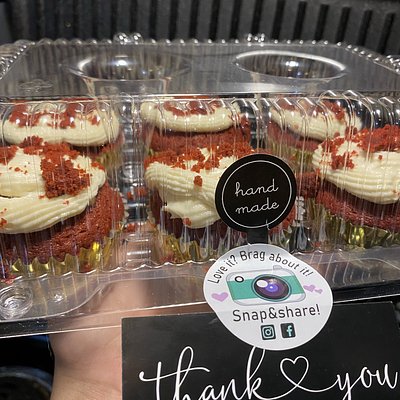 hand
made
Love it? Brag about it!
Snap&share!
thank you